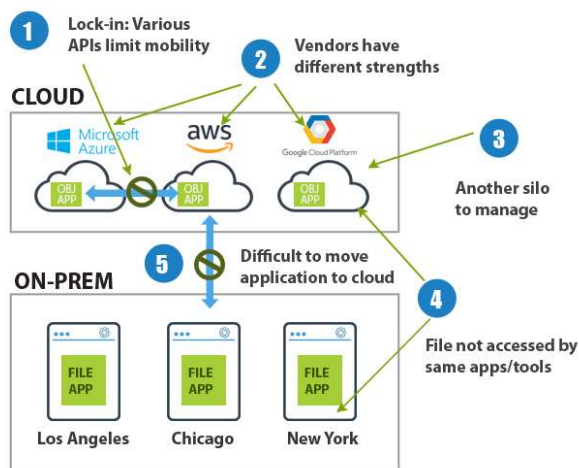 1
Lock-in: Various
APIs limit mobility
2
Vendors have
different strengths
CLOUD
Microsoft
Azure
aws
Google Cloud Platform
3
Another silo
to manage
OBJ
APP
OBJ
APP
OBJ
APP
5
Difficult to move
application to cloud
4
File not accessed by
same apps/tools
ON-PREM
FILE
APP
FILE
APP
FILE
APP
Los Angeles
Chicago
New York